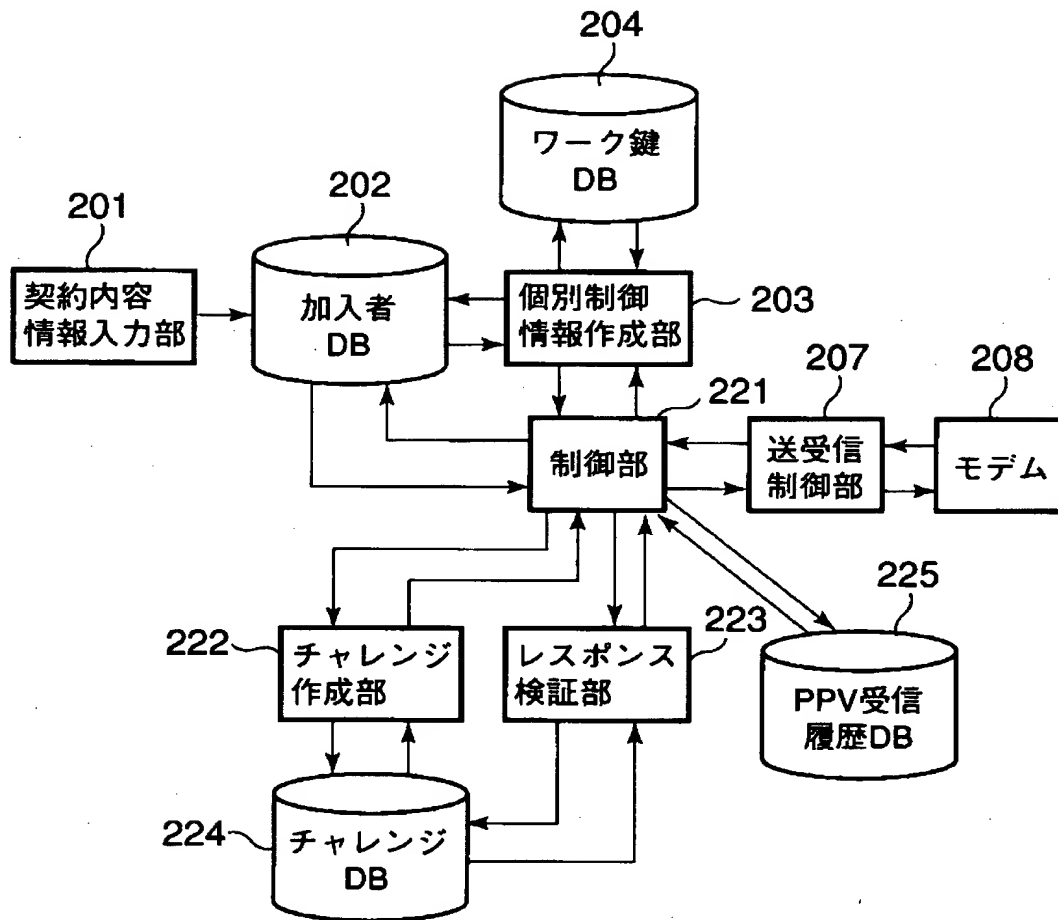 204
ワーク鍵
DB
202
201
加入者
DB
契約内容
情報入力部
個別制御
情報作成部
203
221
制御部
207
送受信
制御部
208
モデム
222
チャレンジ
作成部
223
レスポンス
検証部
225
PPV受信
履歴DB
224
チャレンジ
DB